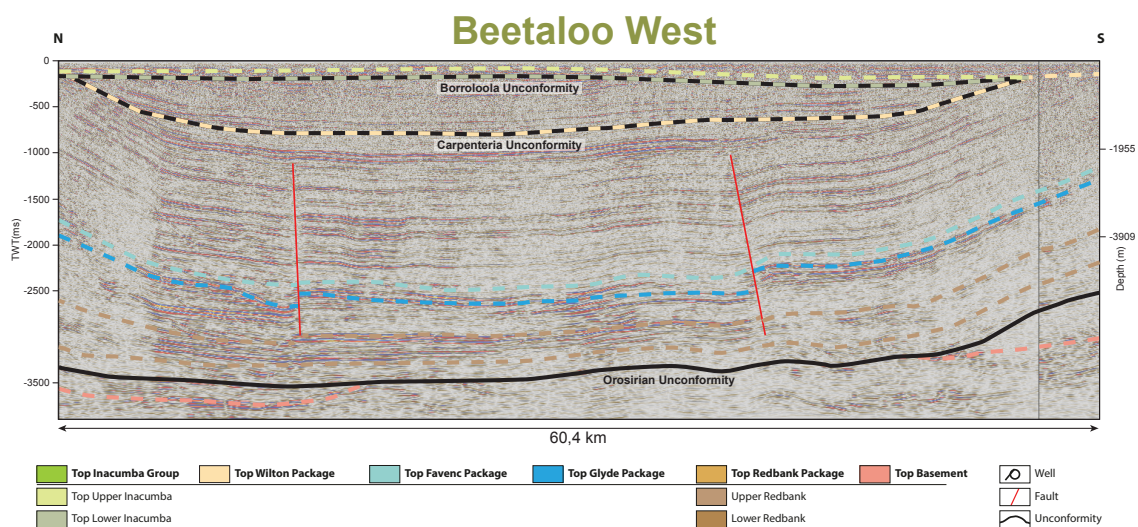 Beetaloo West
N
S
0
-500
-1000
-1500
-2000
-2500
-3000
-3500
TWT(ms)
Borroloola Unconformity
Carpenteria Unconformity
Orosirian Unconformity
-1955
-3909
Depth (m)
60,4 km
Top Inacumba Group
Top Wilton Package
Top Favenc Package
Top Glyde Package
Top Redbank Package
Top Basement
Well
Top Upper Inacumba
Upper Redbank
Fault
Top Lower Inacumba
Lower Redbank
Unconformity